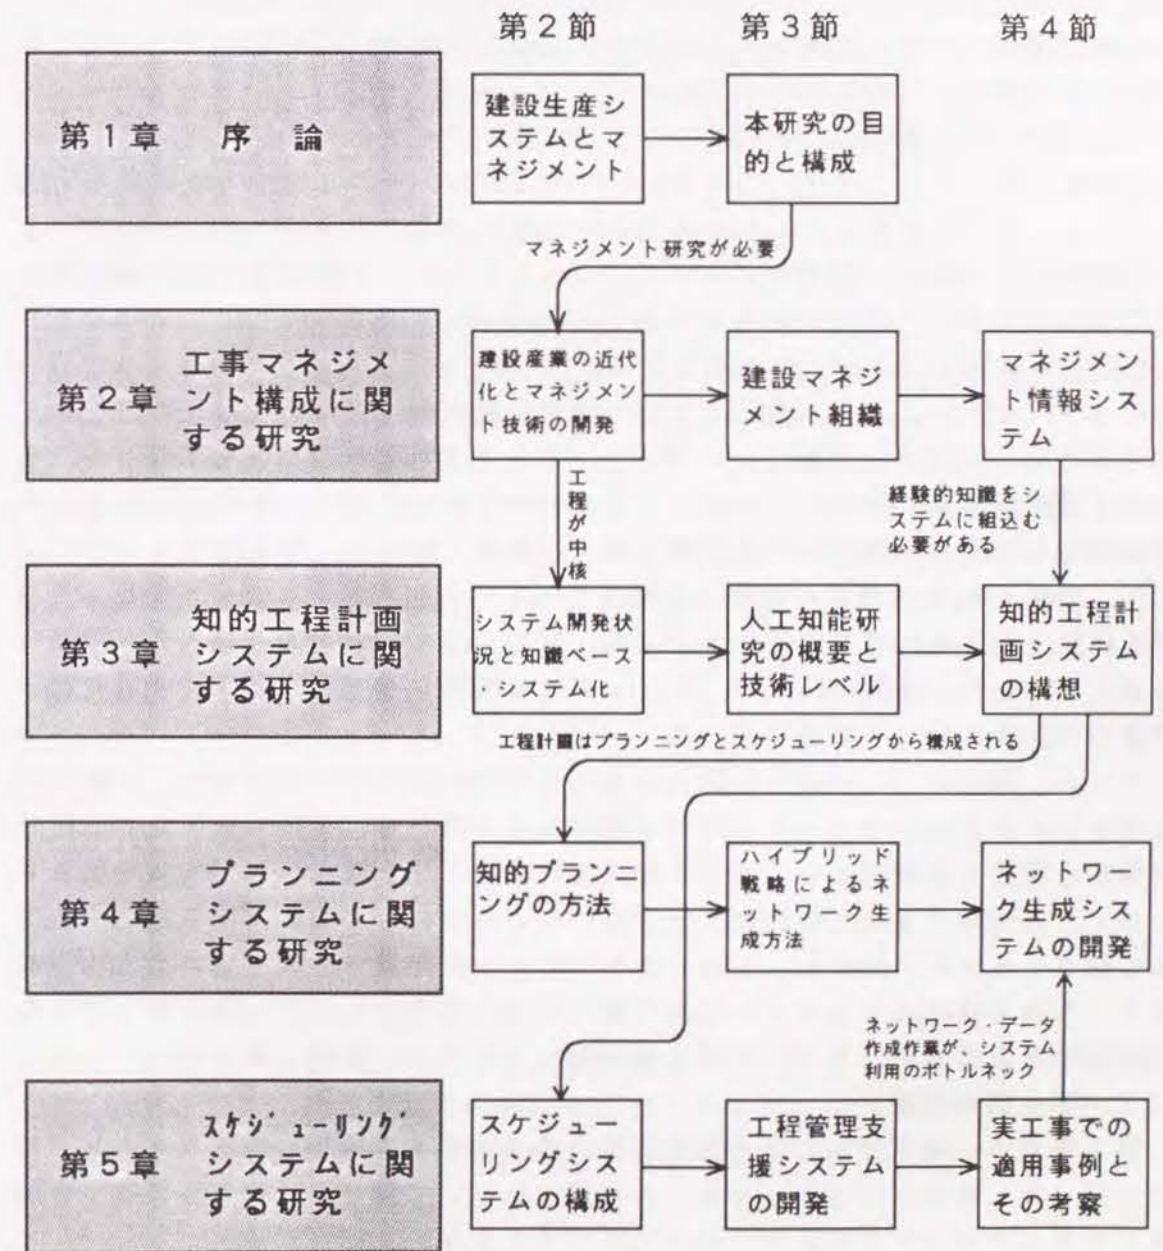 第２節
第３節
第４節
第１章　序　論
建設生産シ
ステムとマ
ネジメント
本研究の目
的と構成
マネジメント研究が必要
第２章
工事マネジメ
ント構成に関
する研究
建設産業の近代
化とマネジメン
ト技術の開発
建設マネジ
メント組織
マネジメン
ト情報シス
テム
工程が中核
経験的知識をシ
ステムに組込む
必要がある
第３章
知的工程計画
システムに関
する研究
システム開発状
況と知識ベース
・システム化
人工知能研
究の概要と
技術レベル
知的工程計
画システム
の構想
工程計画はプランニングとスケジューリングから構成される
第４章
プランニング
システムに関
する研究
知的プランニ
ングの方法
ハイブリッド
戦略によるネ
ットワーク生
成方法
ネットワー
ク生成シス
テムの開発
ネットワーク・データ
作成作業が、システム
利用のボトルネック
第５章
スケジューリング
システムに関
する研究
スケジュー
リングシス
テムの構成
工程管理支
援システム
の開発
実工事での
適用事例と
その考察